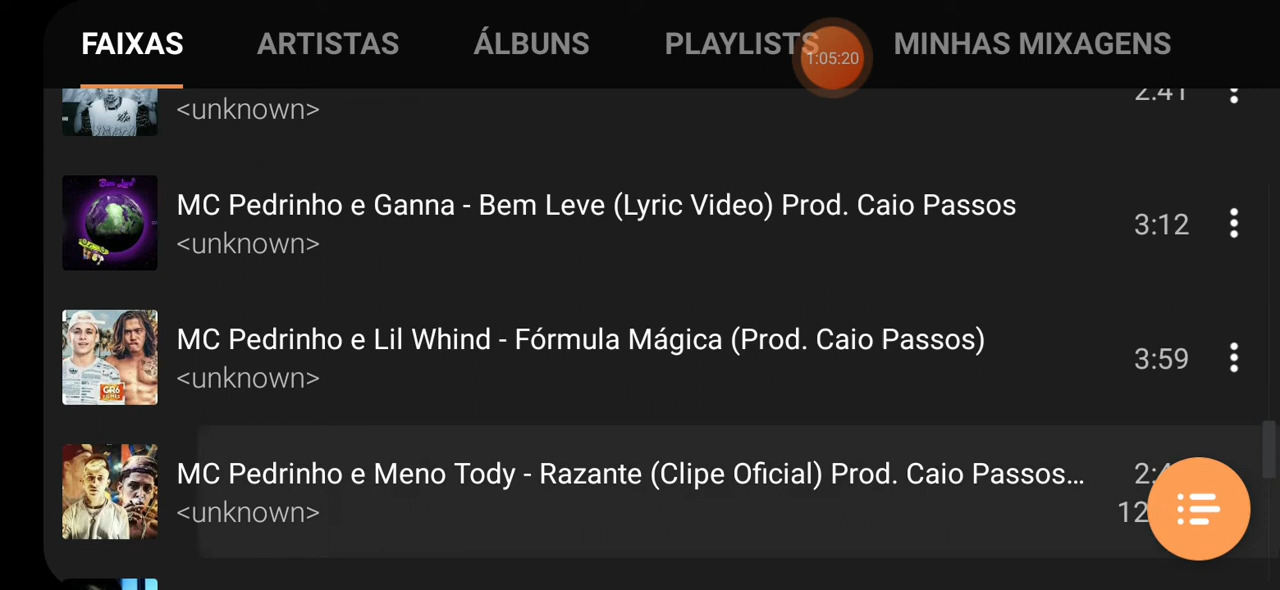 FAIXAS ARTISTAS ÁLBUNS PLAYLISTS MINHAS MIXAGENS
1:05:20
<unknown> 2:41
MC Pedrinho e Ganna - Bem Leve (Lyric Video) Prod. Caio Passos
<unknown>
3:12
MC Pedrinho e Lil Whind - Fórmula Mágica (Prod. Caio Passos)
<unknown>
3:59
MC Pedrinho e Meno Tody - Razante (Clipe Oficial) Prod. Caio Passos...
<unknown>